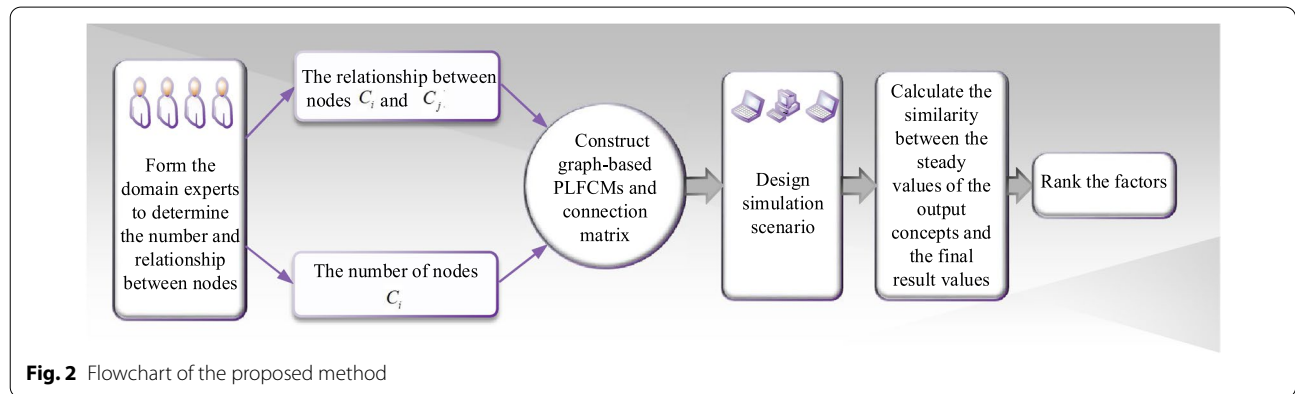 Form the
domain experts
to determine
the number and
relationship
between nodes
The relationship between
nodes C_i and C_j.
The number of nodes
C_i
Construct
graph-based
PLFCMs and
connection
matrix
Design
simulation
scenario
Calculate the
similarity
between the
steady
values of the
output
concepts and
the final
result values
Rank the factors
Fig. 2 Flowchart of the proposed method